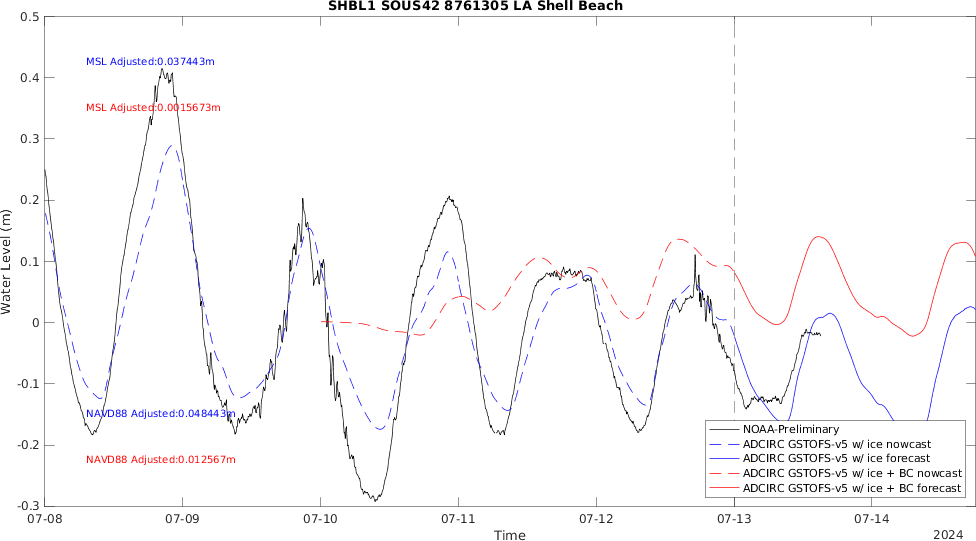 SHBL1 SOUS42 8761305 LA Shell Beach
0.5
0.4
0.3
0.2
0.1
0
-0.1
-0.2
-0.3
Water Level (m)
MSL Adjusted:0.037443m
MSL Adjusted:0.0015673m
NAVD88 Adjusted:0.048443m
NAVD88 Adjusted:0.012567m
NOAA-Preliminary
ADCIRC GSTOFS-v5 w/ ice nowcast
ADCIRC GSTOFS-v5 w/ ice forecast
ADCIRC GSTOFS-v5 w/ ice + BC nowcast
ADCIRC GSTOFS-v5 w/ ice + BC forecast
07-08 07-09 07-10 07-11 07-12 07-13 07-14
Time
2024